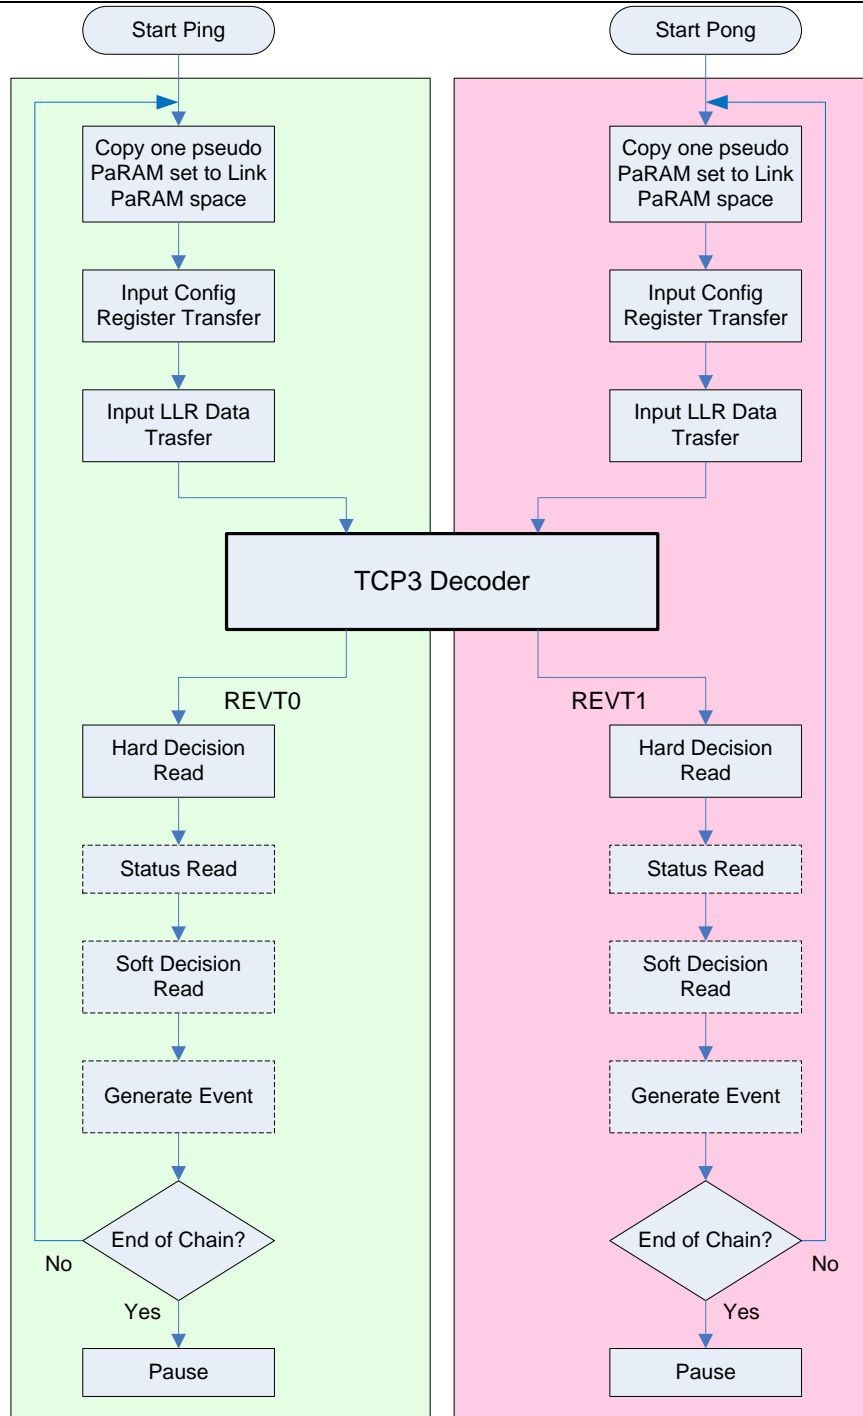 Start Ping
Copy one pseudo
PaRAM set to Link
PaRAM space
Input Config
Register Transfer
Input LLR Data
Trasfer
Start Pong
Copy one pseudo
PaRAM set to Link
PaRAM space
Input Config
Register Transfer
Input LLR Data
Trasfer
TCP3 Decoder
REVT0
Hard Decision
Read
Status Read
Soft Decision
Read
Generate Event
End of Chain?
No
Yes
Pause
REVT1
Hard Decision
Read
Status Read
Soft Decision
Read
Generate Event
End of Chain?
No
Yes
Pause